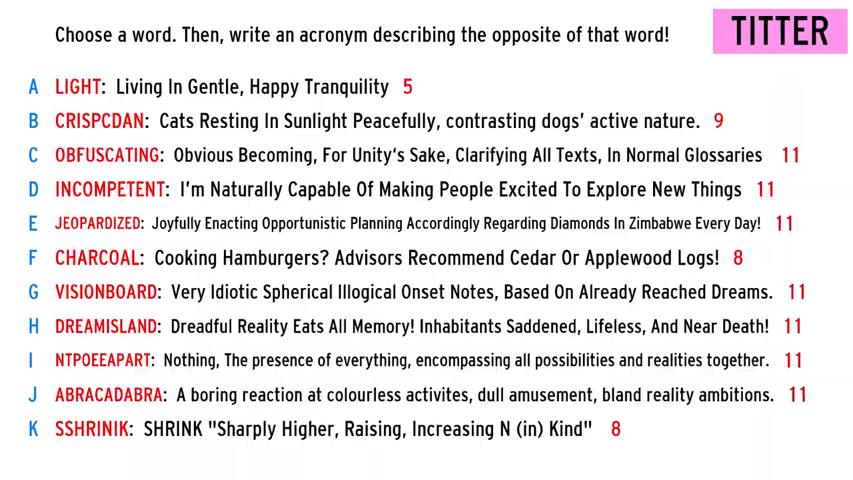 Choose a word. Then, write an acronym describing the opposite of that word!
TITTER
A LIGHT: Living In Gentle, Happy Tranquility 5
B CRISPCDAN: Cats Resting In Sunlight Peacefully, contrasting dogs' active nature. 9
C OBFUSCATING: Obvious Becoming, For Unity's Sake, Clarifying All Texts, In Normal Glossaries 11
D INCOMPETENT: I'm Naturally Capable Of Making People Excited To Explore New Things 11
E JEOPARDIZED: Joyfully Enacting Opportunistic Planning Accordingly Regarding Diamonds In Zimbabwe Every Day! 11
F CHARCOAL: Cooking Hamburgers? Advisors Recommend Cedar Or Applewood Logs! 8
G VISIONBOARD: Very Idiotic Spherical Illogical Onset Notes, Based On Already Reached Dreams. 11
H DREAMISLAND: Dreadful Reality Eats All Memory! Inhabitants Saddened, Lifeless, And Near Death! 11
I NTPOEEAPART: Nothing, The presence of everything, encompassing all possibilities and realities together. 11
J ABRACADABRA: A boring reaction at colourless activites, dull amusement, bland reality ambitions. 11
K SSHRINIK: SHRINK "Sharply Higher, Raising, Increasing N (in) Kind" 8